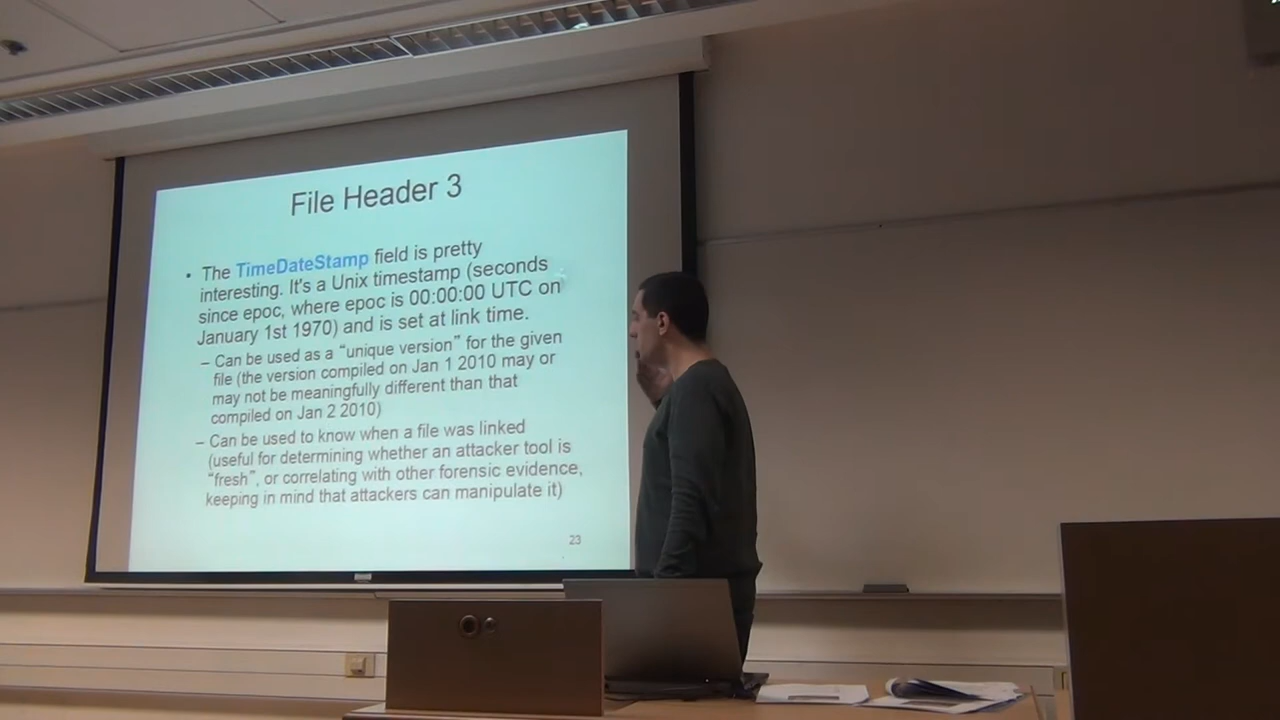 File Header 3
• The TimeDateStamp field is pretty
interesting. It's a Unix timestamp (seconds
since epoc, where epoc is 00:00:00 UTC on
January 1st 1970) and is set at link time.
– Can be used as a “unique version” for the given
file (the version compiled on Jan 1 2010 may or
may not be meaningfully different than that
compiled on Jan 2 2010)
– Can be used to know when a file was linked
(useful for determining whether an attacker tool is
“fresh”, or correlating with other forensic evidence,
keeping in mind that attackers can manipulate it)
23